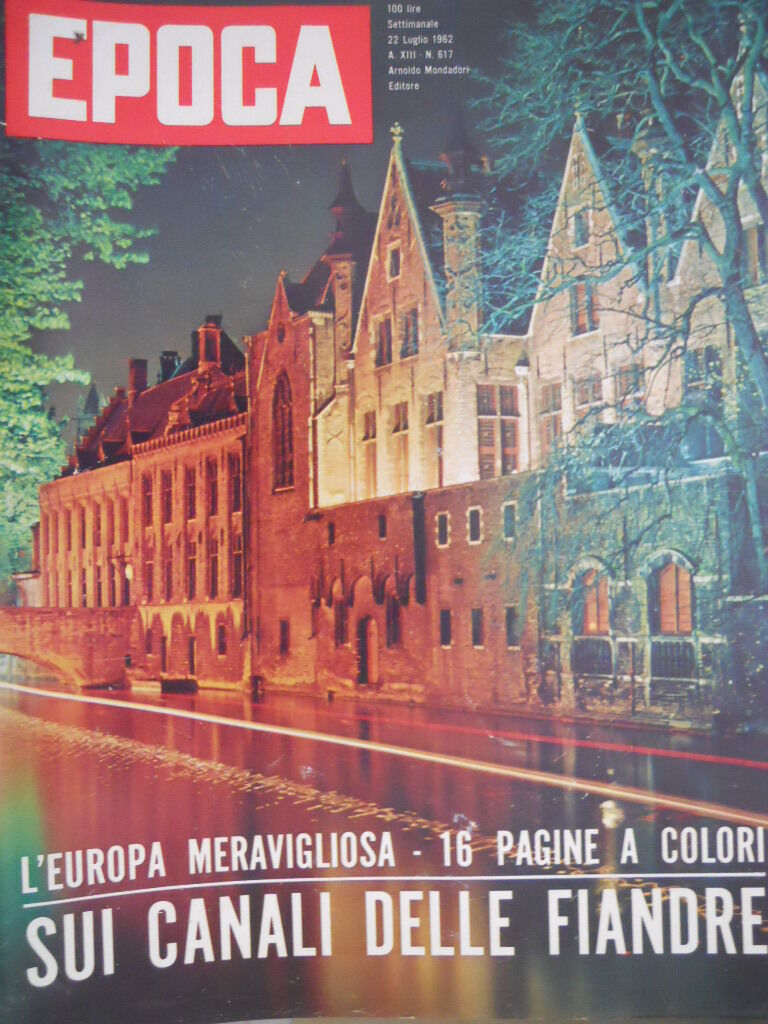 EPOCA
100 lire
Settimanale
22 Luglio 1962
A. XIII - N. 617
Arnoldo Mondadori
Editore
L'EUROPA MERAVIGLIOSA - 16 PAGINE A COLORI
SUI CANALI DELLE FIANDRE